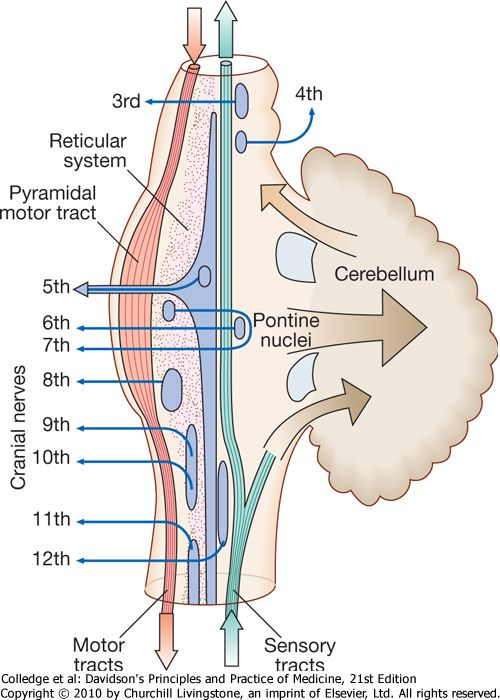 3rd
4th
Reticular
system
Pyramidal
motor tract
5th
6th
7th
8th
9th
10th
11th
12th
Cranial nerves
Cerebellum
Pontine
nuclei
Motor
tracts
Sensory
tracts
Colledge et al: Davidson's Principles and Practice of Medicine, 21st Edition
Copyright © 2010 by Churchill Livingstone, an imprint of Elsevier, Ltd. All rights reserved.